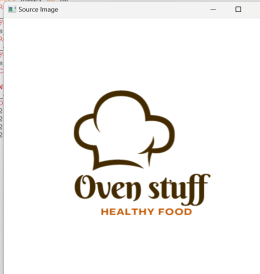 Source Image
Oven stuff
HEALTHY FOOD